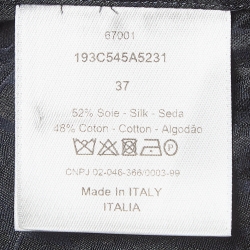 67001
193C545A5231
37
52% Soie - Silk - Seda
48% Coton - Cotton - Algodão
CNPJ 02-046-366/0003-99
Made In ITALY
ITALIA